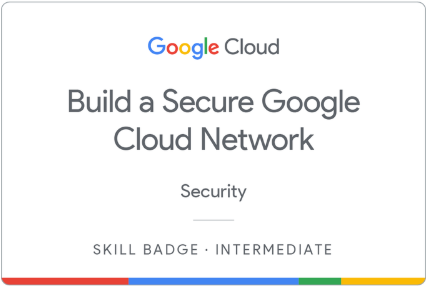 Google Cloud
Build a Secure Google
Cloud Network
Security
SKILL BADGE · INTERMEDIATE